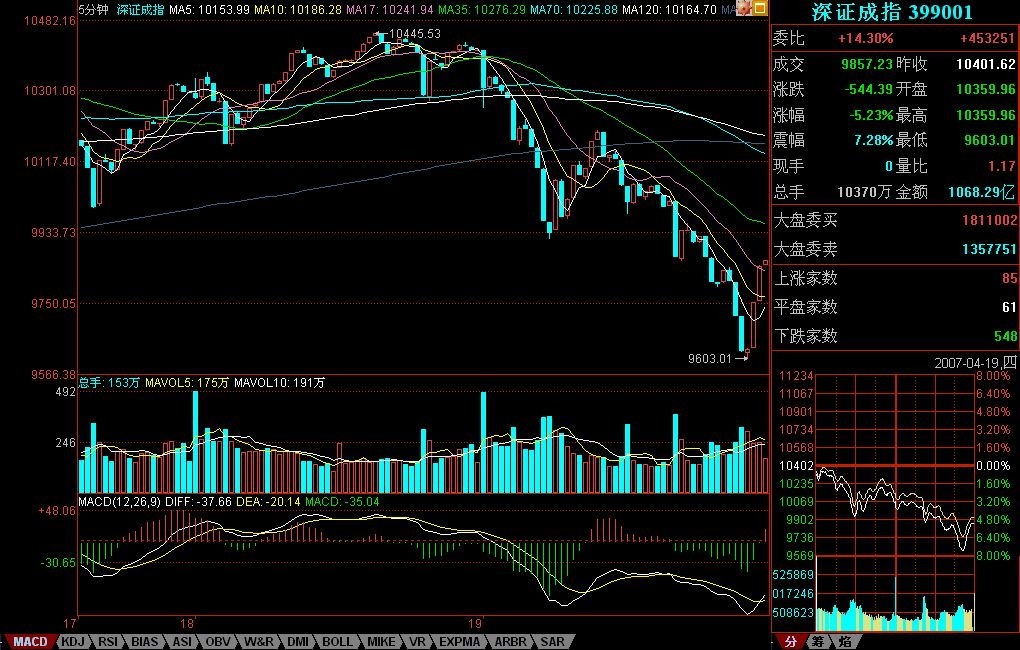 5分钟 深证成指 MA5: 10153.99 MA10: 10186.28 MA17: 10241.94 MA35: 10276.29 MA70: 10225.88 MA120: 10164.70
10482.16
10445.53
10301.08
10117.40
9933.73
9750.05
9603.01
9566.38
总手: 153万 MAVOL5: 175万 MAVOL10: 191万
492
246
MACD(12,26,9) DIFF: -37.66 DEA: -20.14 MACD: -35.04
+48.06
-30.65
17 18 19
MACD KDJ RSI BIAS ASI OBV W&R DMI BOLL MIKE VR EXPMA ARBR SAR
深证成指 399001
委比 +14.30% +453251
成交 9857.23 昨收 10401.62
涨跌 -544.39 开盘 10359.96
涨幅 -5.23% 最高 10359.96
震幅 7.28% 最低 9603.01
现手 0 量比 1.17
总手 10370万 金额 1068.29亿
大盘委买 1811002
大盘委卖 1357751
上涨家数 85
平盘家数 61
下跌家数 548
2007-04-19,四
11234 8.00%
11067 6.40%
10901 4.80%
10734 3.20%
10568 1.60%
10402 0.00%
10235 1.60%
10069 3.20%
9902 4.80%
9736 6.40%
9569 8.00%
525869
017246
508623
分 筹 焰